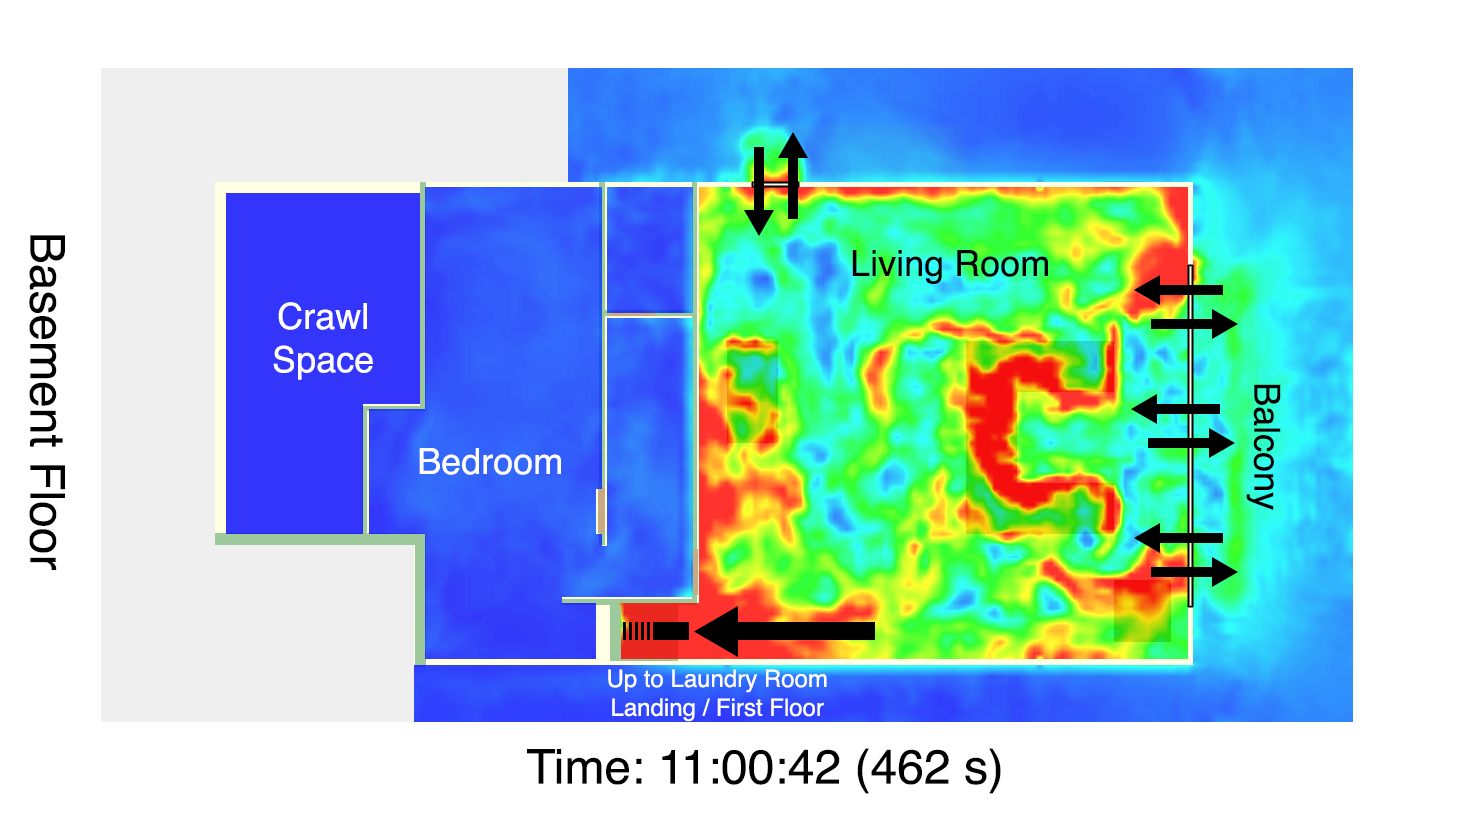 Basement Floor
Living Room
Crawl
Space
Bedroom
Balcony
Up to Laundry Room
Landing / First Floor
Time: 11:00:42 (462 s)